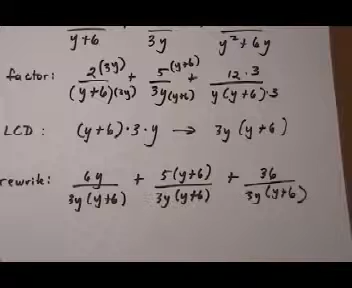 y+6 3y y²+6y
factor: 2(3y)/(y+6)(3y) + 5(y+6)/3y(y+6) + 12·3/y(y+6)·3
LCD: (y+6)·3·y → 3y(y+6)
rewrite: 6y/3y(y+6) + 5(y+6)/3y(y+6) + 36/3y(y+6)